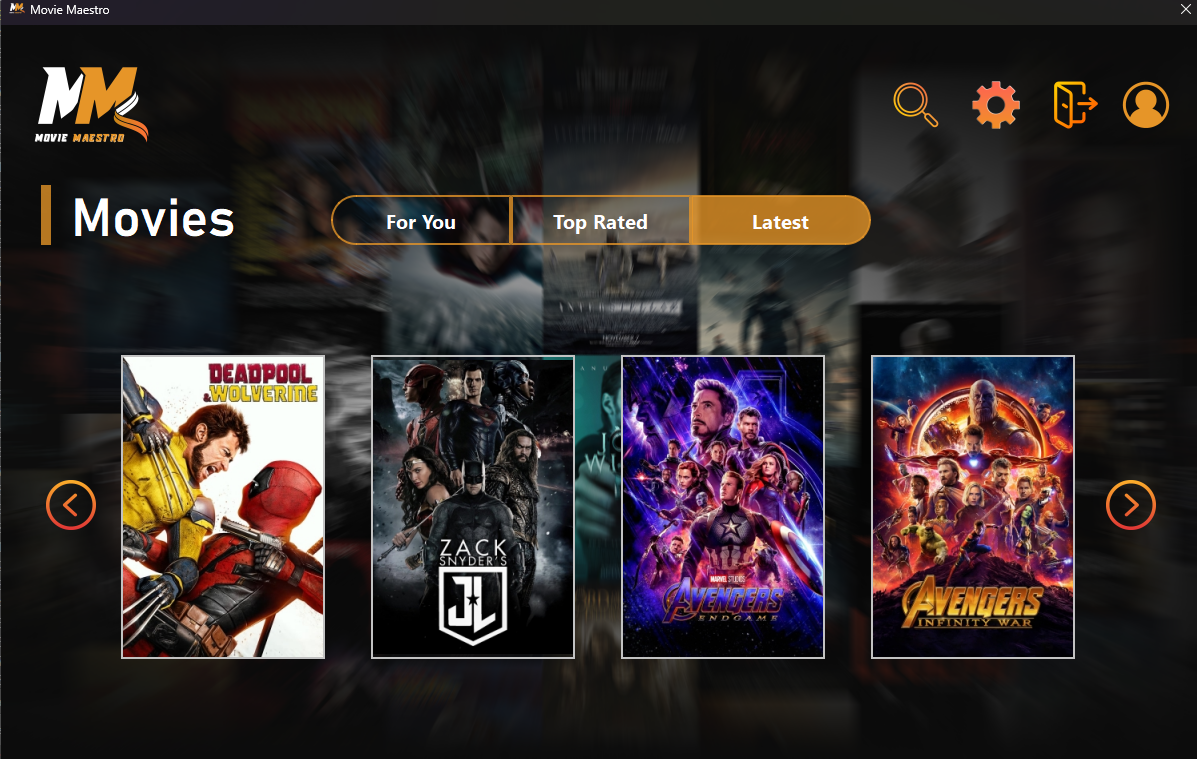 Movie Maestro
MM
MOVIE MAESTRO
Movies
For You
Top Rated
Latest
DEADPOOL
& WOLVERINE
ZACK
SNYDER'S
JL
MARVEL STUDIOS
AVENGERS
ENDGAME
AVENGERS
INFINITY WAR
INTERSTELLAR